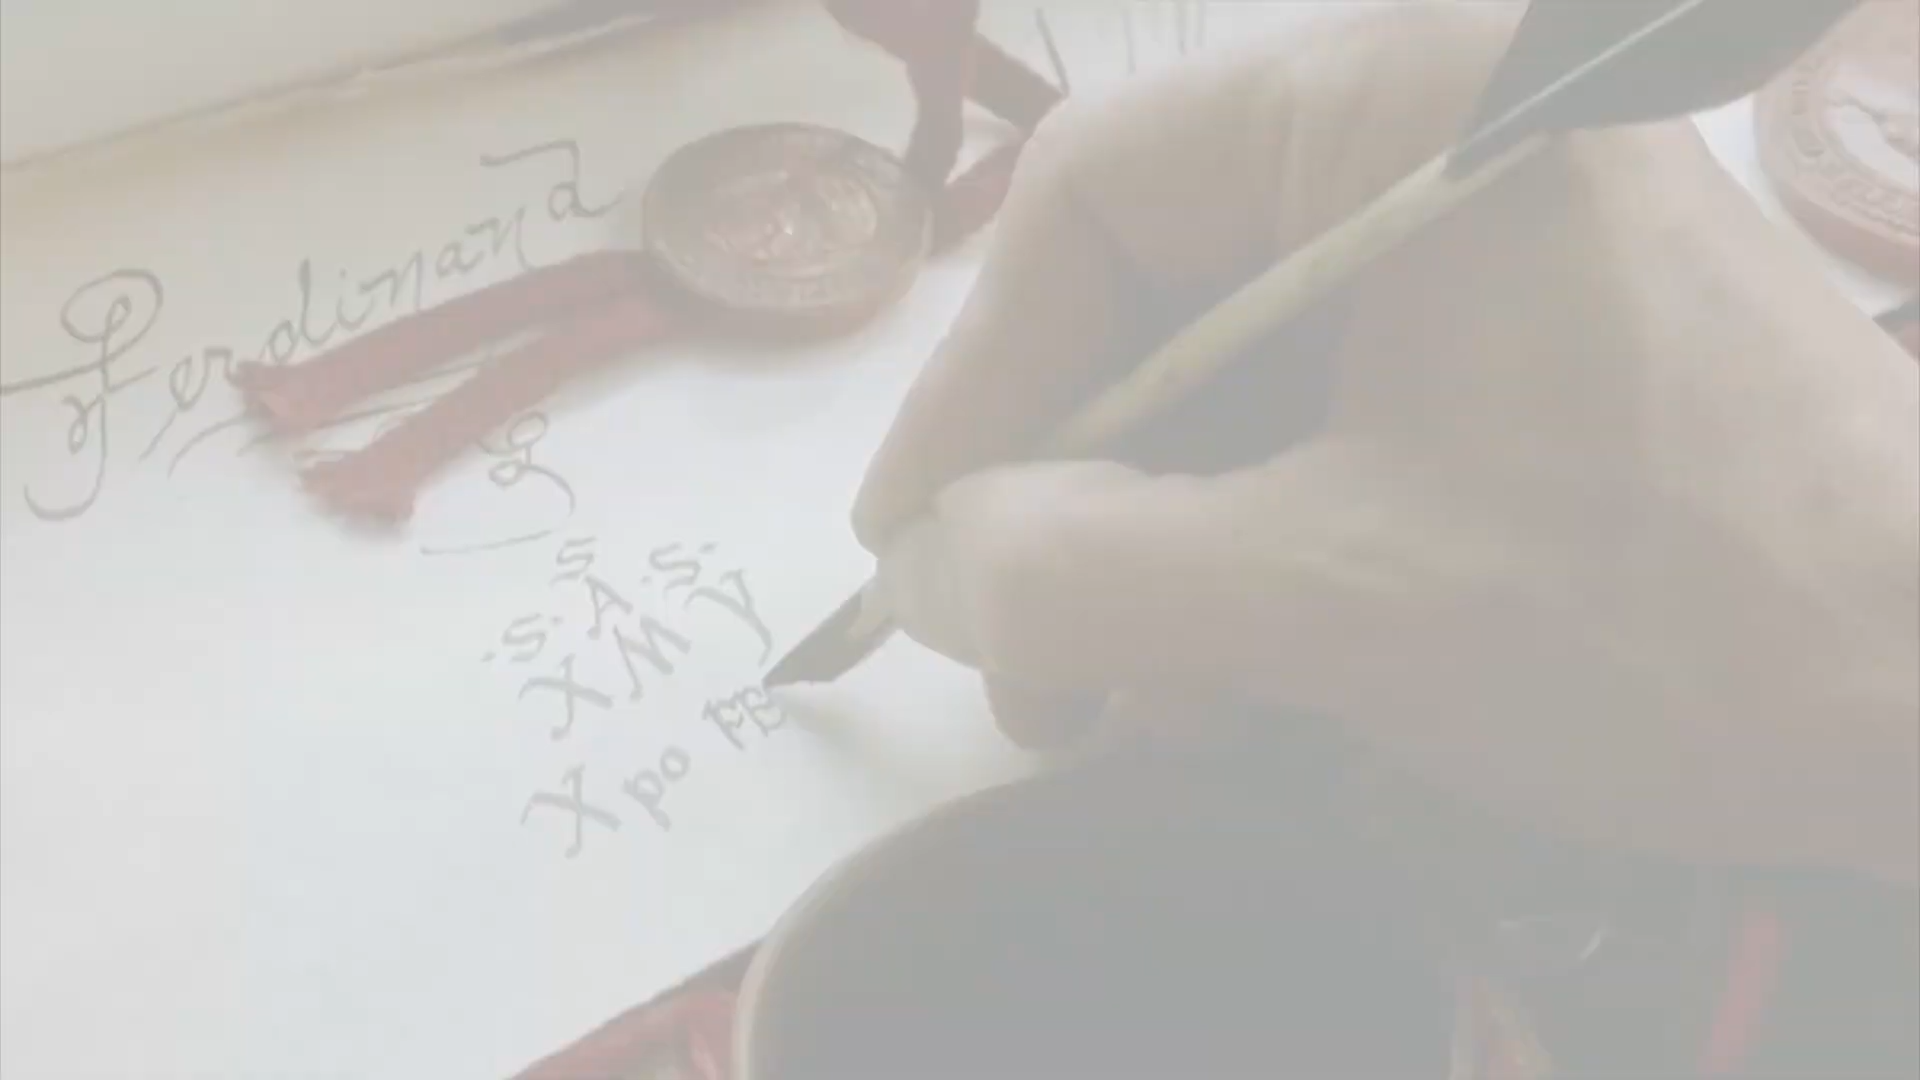 Ferdinand
S
.S. A .S.
X M y
Xpo FE